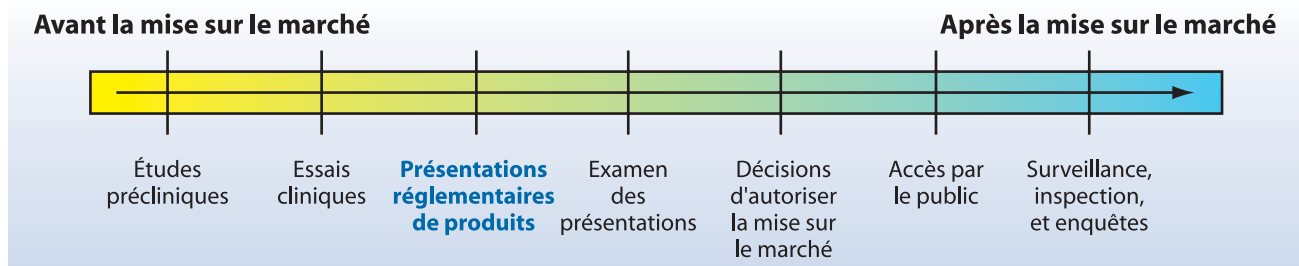 Avant la mise sur le marché
Après la mise sur le marché
Études
précliniques
Essais
cliniques
Présentations
réglementaires
de produits
Examen
des
présentations
Décisions
d'autoriser
la mise sur
le marché
Accès par
le public
Surveillance,
inspection,
et enquêtes